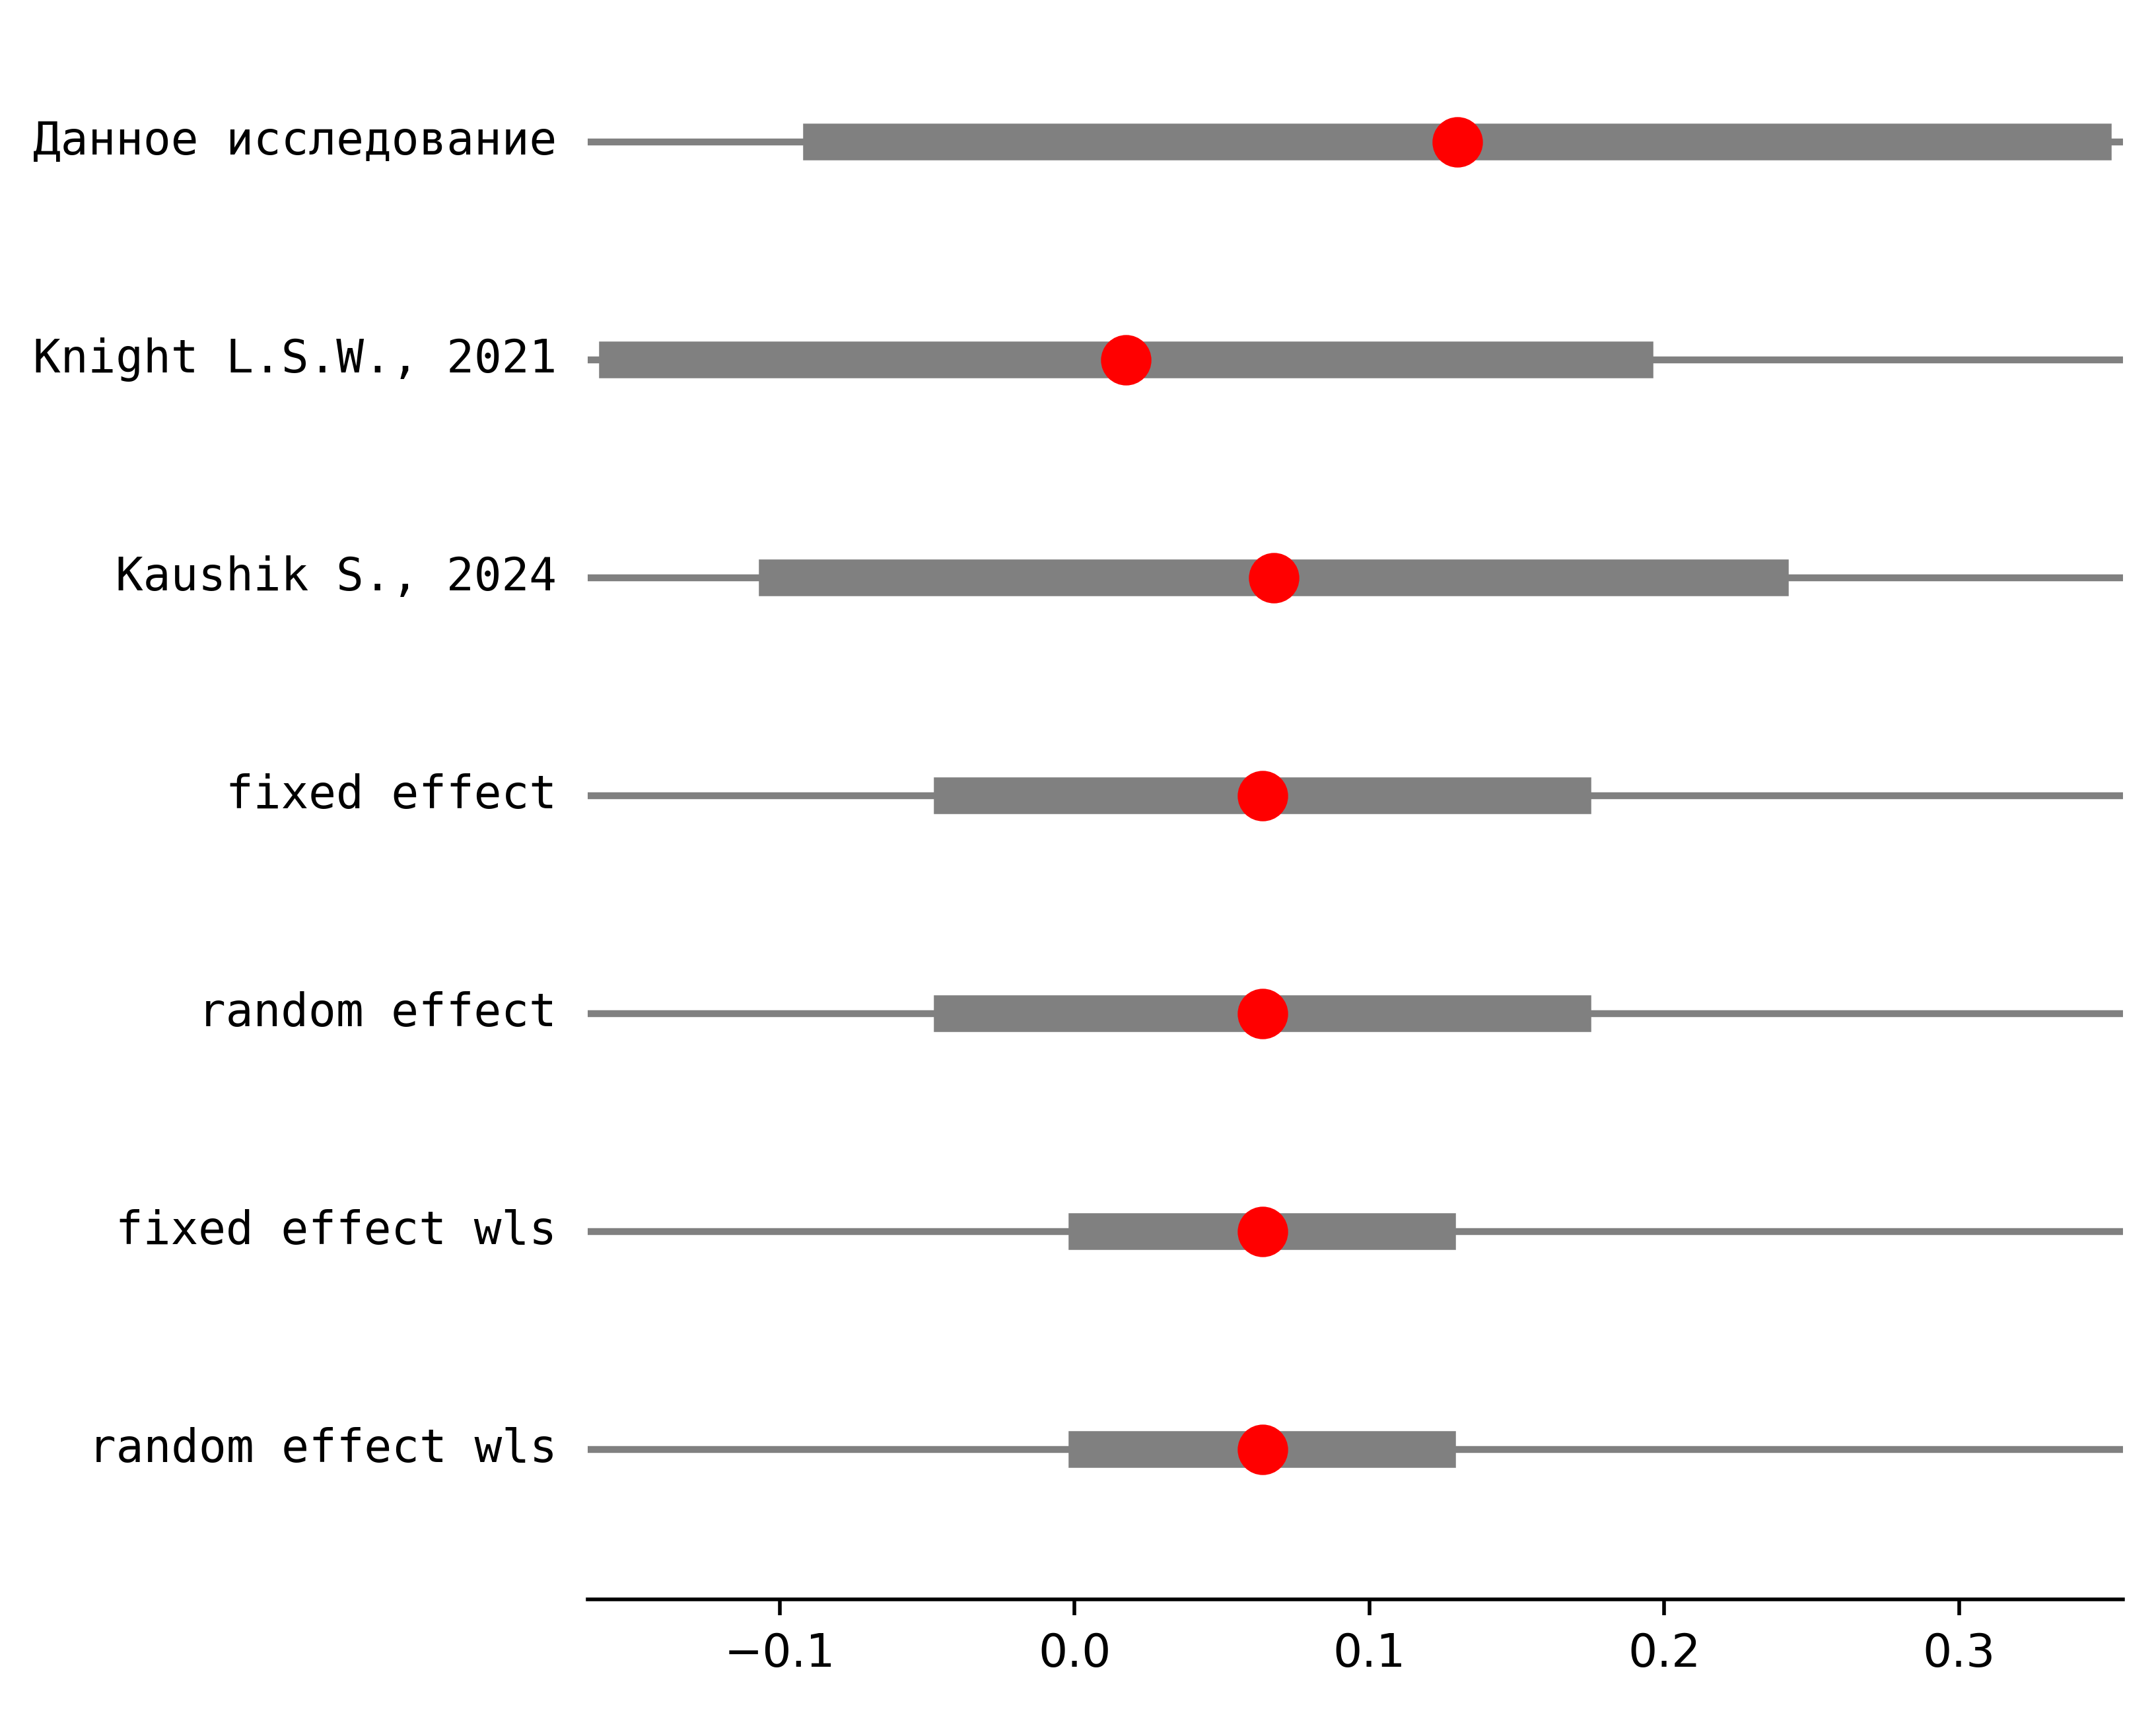 Данное исследование
Knight L.S.W., 2021
Kaushik S., 2024
fixed effect
random effect
fixed effect wls
random effect wls
−0.1 0.0 0.1 0.2 0.3